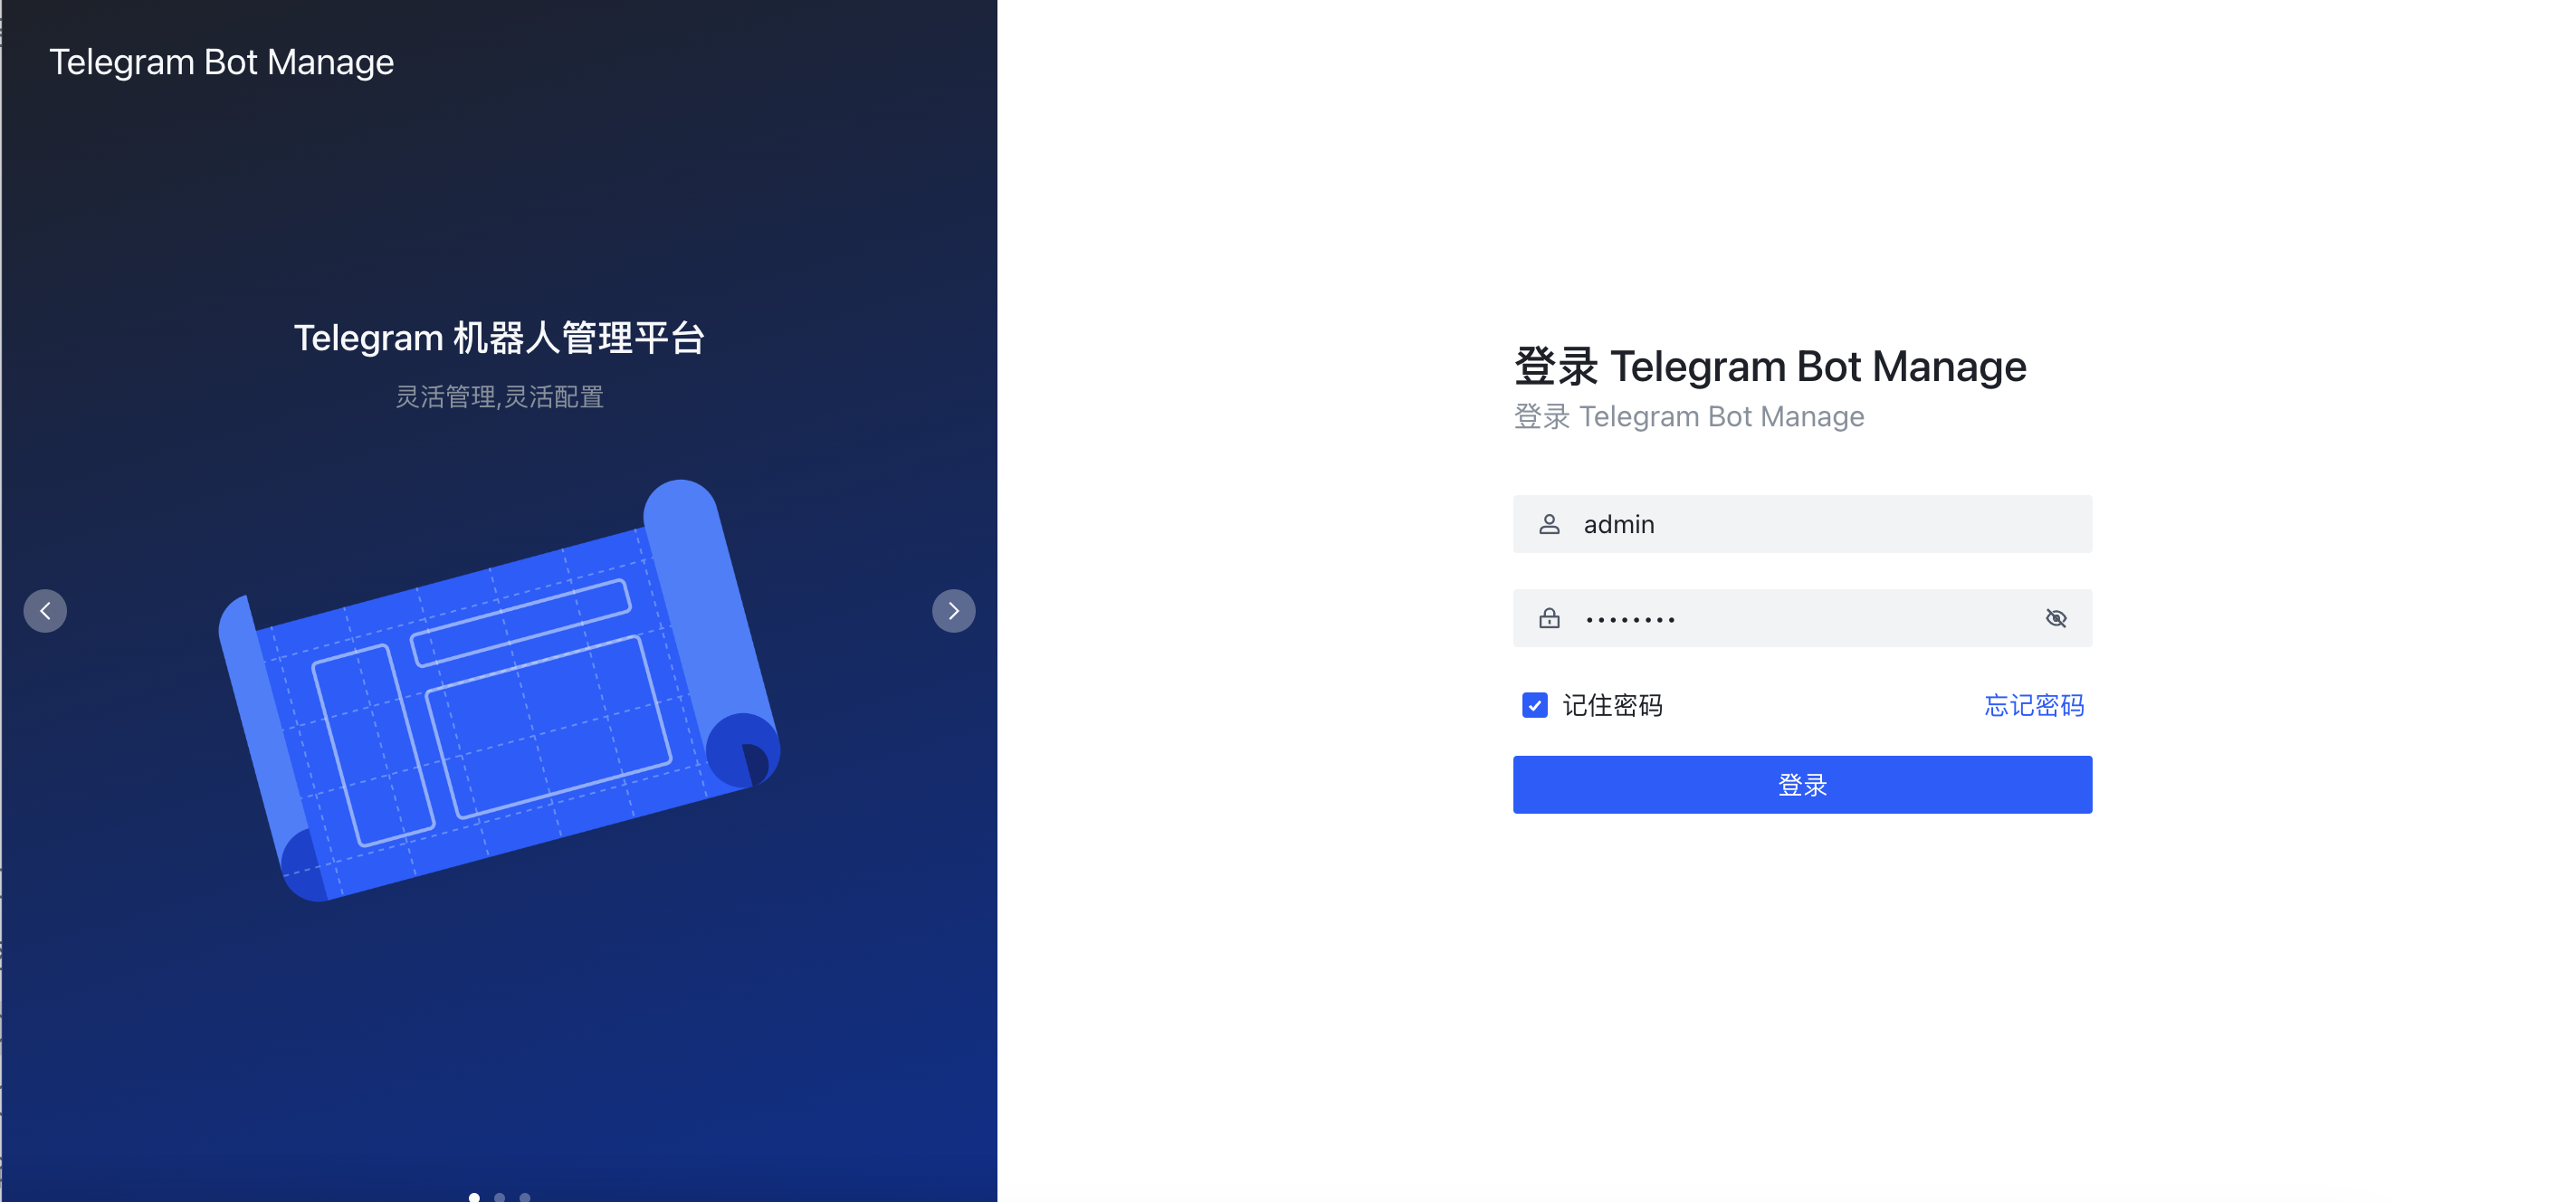 Telegram Bot Manage
Telegram 机器人管理平台
灵活管理,灵活配置
登录 Telegram Bot Manage
登录 Telegram Bot Manage
admin
••••••••
记住密码
忘记密码
登录